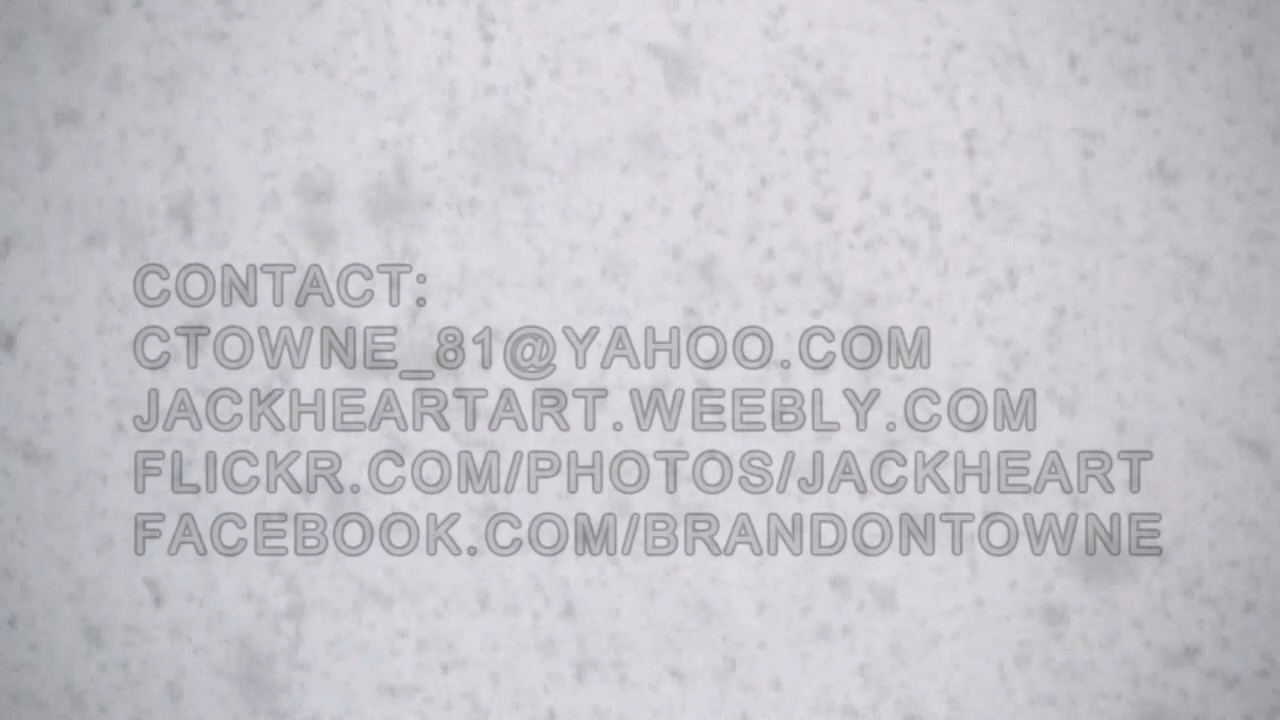 CONTACT:
CTOWNE_81@YAHOO.COM
JACKHEARTART.WEEBLY.COM
FLICKR.COM/PHOTOS/JACKHEART
FACEBOOK.COM/BRANDONTOWNE